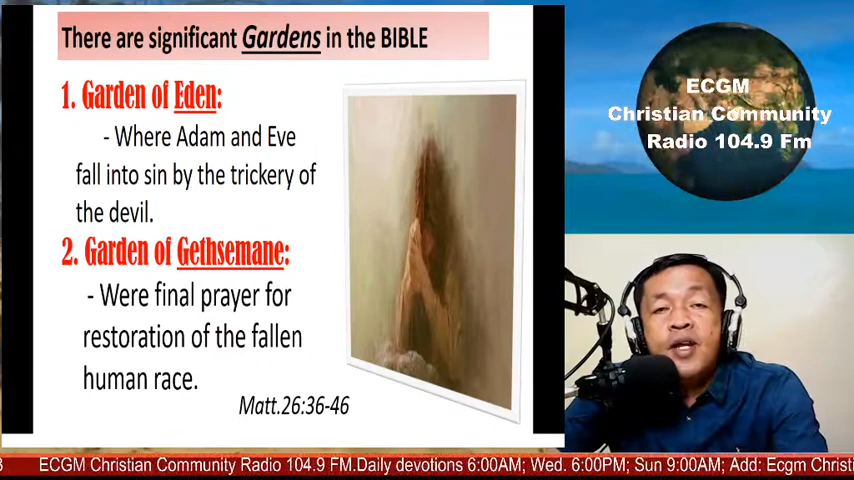 There are significant Gardens in the BIBLE
1. Garden of Eden:
- Where Adam and Eve
fall into sin by the trickery of
the devil.
2. Garden of Gethsemane:
- Were final prayer for
restoration of the fallen
human race.
Matt.26:36-46
ECGM
Christian Community
Radio 104.9 Fm
3 ECGM Christian Community Radio 104.9 FM.Daily devotions 6:00AM; Wed. 6:00PM; Sun 9:00AM; Add: Ecgm Christi